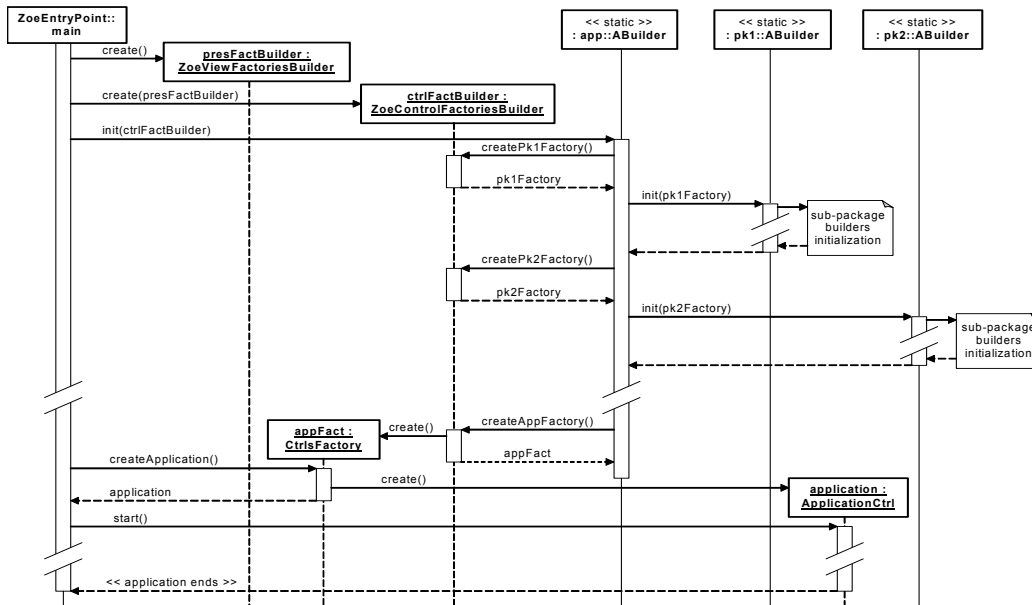 ZoeEntryPoint::
main
<< static >>
: app::ABuilder
<< static >>
: pk1::ABuilder
<< static >>
: pk2::ABuilder
create()
presFactBuilder :
ZoeViewFactoriesBuilder
create(presFactBuilder)
ctrlFactBuilder :
ZoeControlFactoriesBuilder
init(ctrlFactBuilder)
createPk1Factory()
pk1Factory
init(pk1Factory)
sub-package
builders
initialization
createPk2Factory()
pk2Factory
init(pk2Factory)
sub-package
builders
initialization
createAppFactory()
create()
appFact :
CtrlsFactory
appFact
createApplication()
create()
application :
ApplicationCtrl
application
start()
<< application ends >>